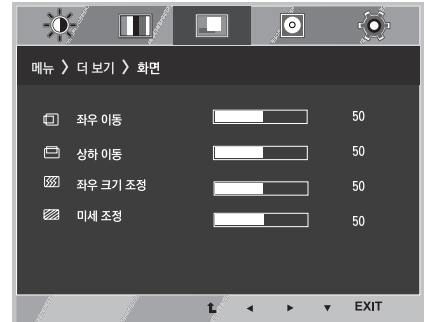 메뉴 > 더 보기 > 화면
좌우 이동 50
상하 이동 50
좌우 크기 조정 50
미세 조정 50
EXIT